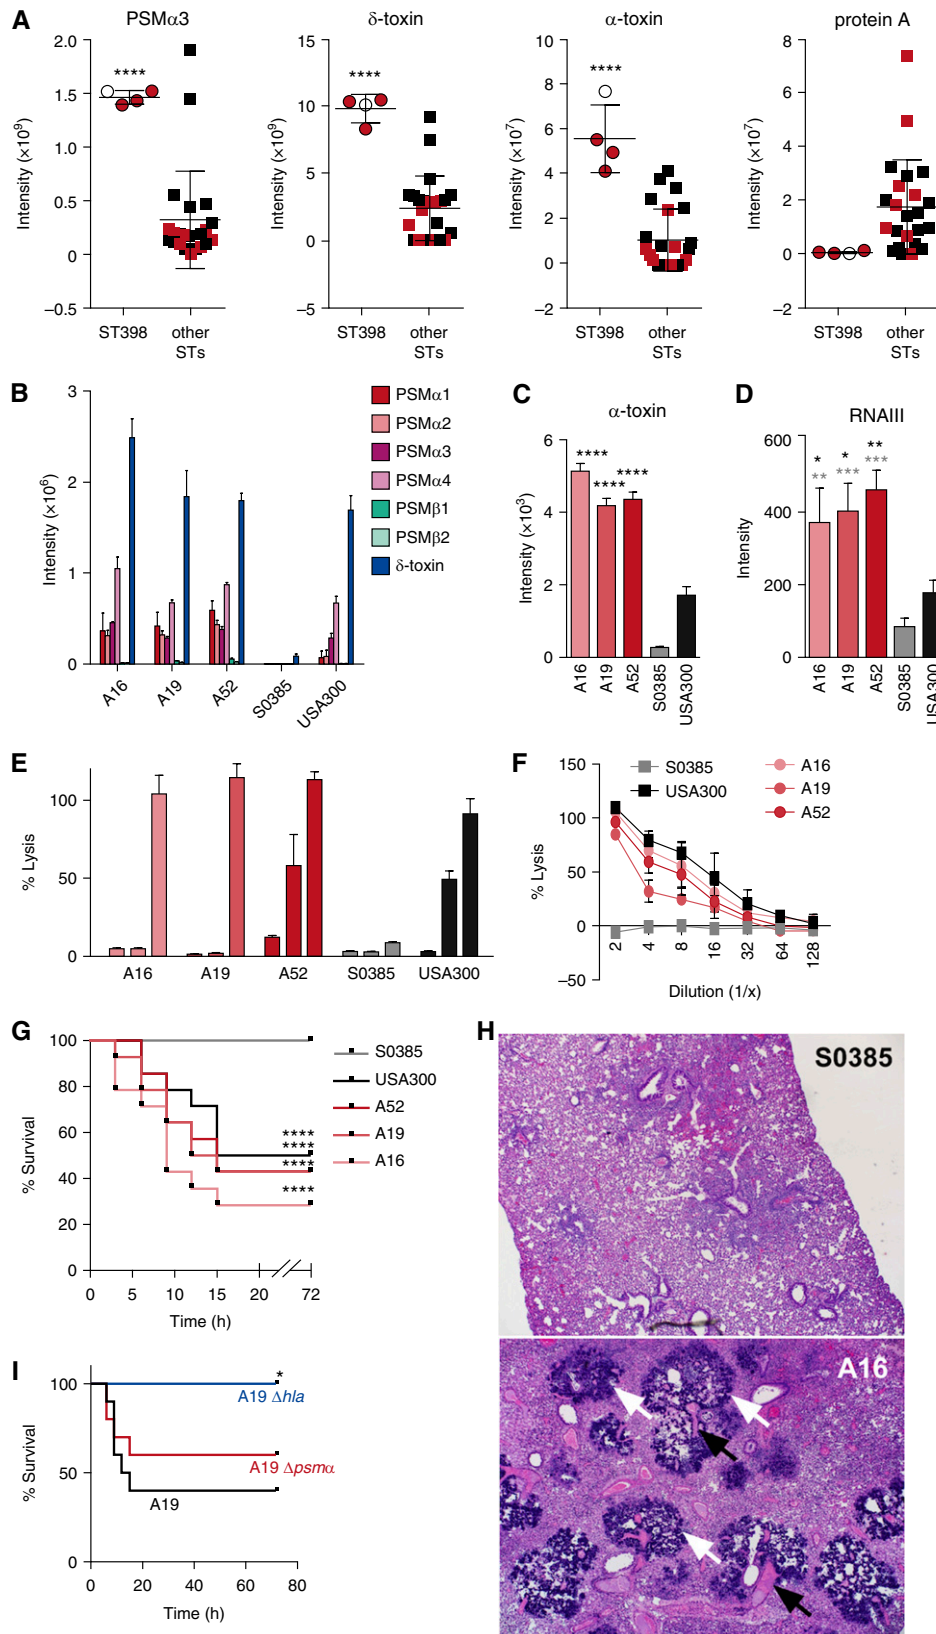 A
PSMα3
δ-toxin
α-toxin
protein A
Intensity (×10⁹)
2.0
1.5
1.0
0.5
0
–0.5
****
ST398
other STs
Intensity (×10⁹)
15
10
5
0
–5
****
ST398
other STs
Intensity (×10⁷)
10
8
6
4
2
0
–2
****
ST398
other STs
Intensity (×10⁷)
8
6
4
2
0
–2
ST398
other STs
B
Intensity (×10⁶)
3
2
1
0
A16
A19
A52
S0385
USA300
PSMα1
PSMα2
PSMα3
PSMα4
PSMβ1
PSMβ2
δ-toxin
C
α-toxin
Intensity (×10³)
6
4
2
0
****
****
****
A16
A19
A52
S0385
USA300
D
RNAIII
Intensity
600
400
200
0
*
**
*
***
**
***
A16
A19
A52
S0385
USA300
E
% Lysis
100
50
0
A16
A19
A52
S0385
USA300
F
% Lysis
150
100
50
0
–50
S0385
USA300
A16
A19
A52
2
4
8
16
32
64
128
Dilution (1/x)
G
% Survival
100
80
60
40
20
0
0
5
10
15
20
72
Time (h)
S0385
USA300
A52
A19
A16
****
****
****
****
H
S0385
A16
I
% Survival
100
50
0
0
20
40
60
80
Time (h)
*
A19 Δhla
A19 Δpsmα
A19